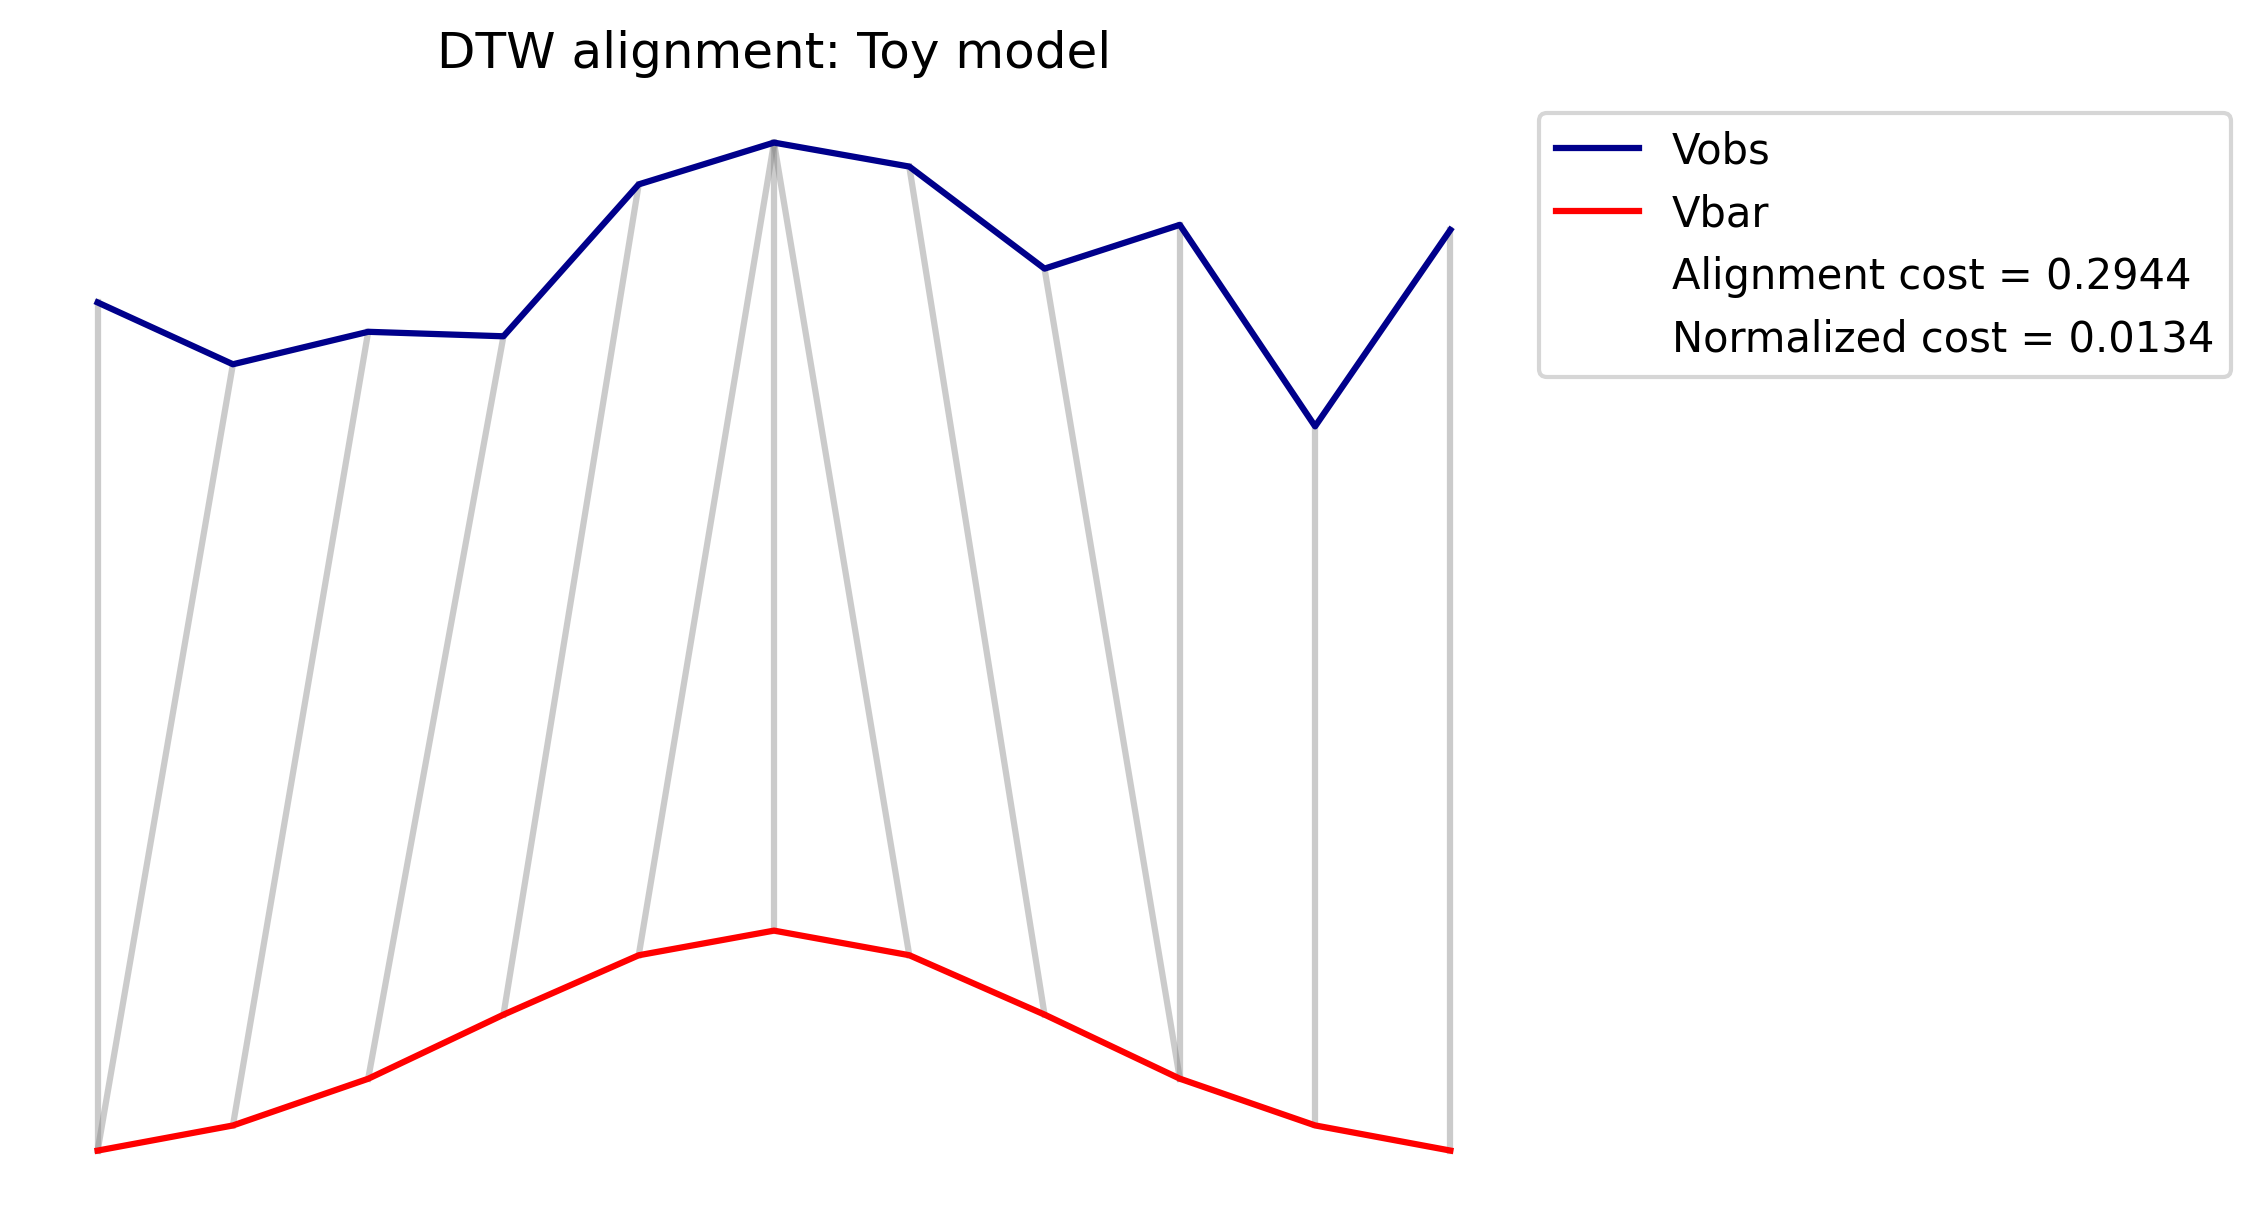 DTW alignment: Toy model
Vobs
Vbar
Alignment cost = 0.2944
Normalized cost = 0.0134